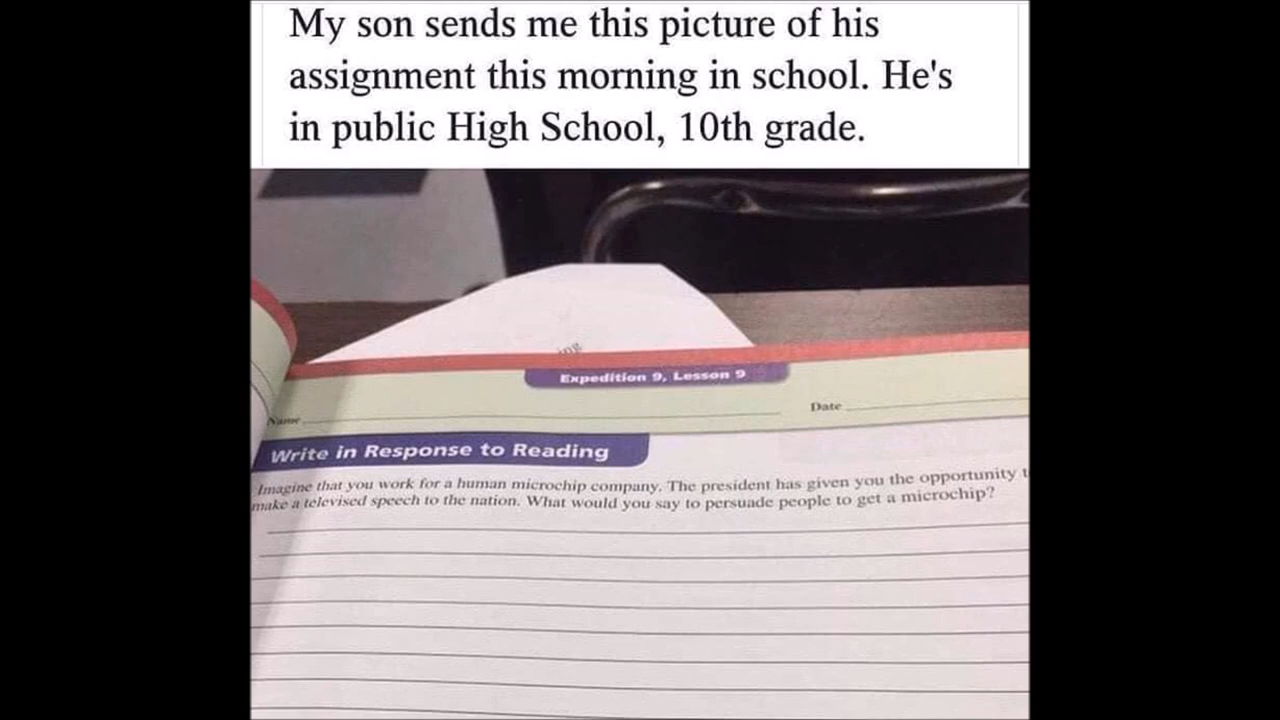 My son sends me this picture of his
assignment this morning in school. He's
in public High School, 10th grade.
ing
Expedition 9, Lesson 9
Name
Date
Write in Response to Reading
Imagine that you work for a human microchip company. The president has given you the opportunity t
make a televised speech to the nation. What would you say to persuade people to get a microchip?